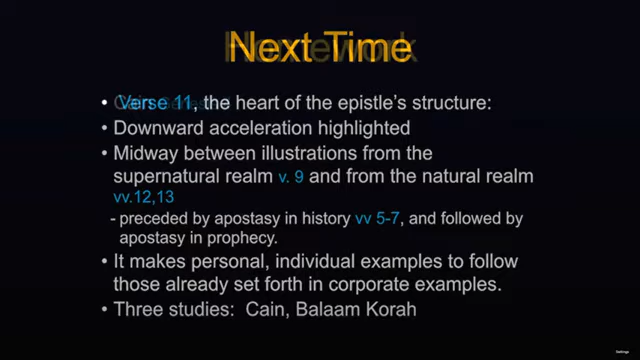 Next Time
Homework
• Verse 11, the heart of the epistle's structure:
• Downward acceleration highlighted
• Midway between illustrations from the
supernatural realm v. 9 and from the natural realm
vv.12,13
- preceded by apostasy in history vv 5-7, and followed by
apostasy in prophecy.
• It makes personal, individual examples to follow
those already set forth in corporate examples.
• Three studies: Cain, Balaam Korah
Settings